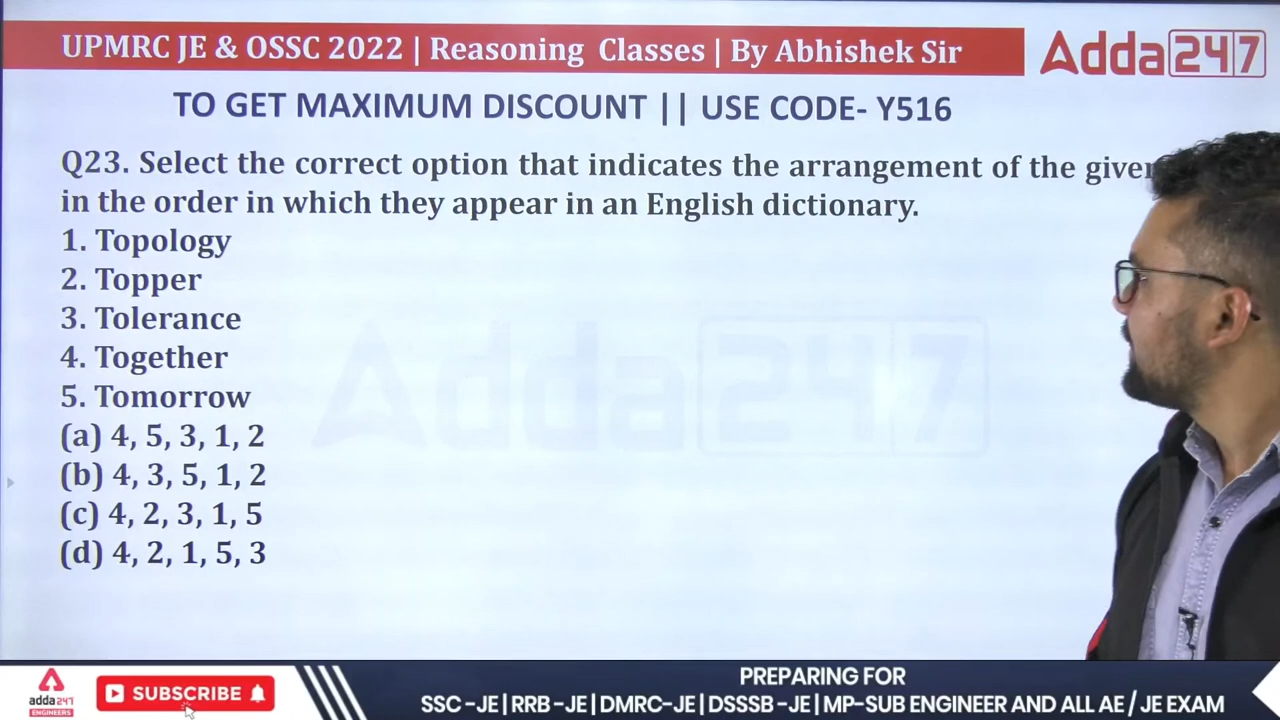 UPMRC JE & OSSC 2022 | Reasoning Classes | By Abhishek Sir
Adda247
TO GET MAXIMUM DISCOUNT || USE CODE- Y516
Q23. Select the correct option that indicates the arrangement of the
in the order in which they appear in an English dictionary.
1. Topology
2. Topper
3. Tolerance
4. Together
5. Tomorrow
(a) 4, 5, 3, 1, 2
(b) 4, 3, 5, 1, 2
(c) 4, 2, 3, 1, 5
(d) 4, 2, 1, 5, 3
Adda247
adda247
ENGINEERS
SUBSCRIBE
PREPARING FOR
SSC -JE | RRB -JE | DMRC-JE | DSSSB -JE | MP-SUB ENGINEER AND ALL AE / JE EXAM